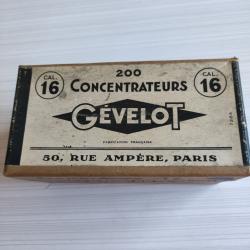 200
CAL. 16 CONCENTRATEURS CAL. 16
GÉVELOT
FABRICATION FRANÇAISE
50, RUE AMPÈRE, PARIS